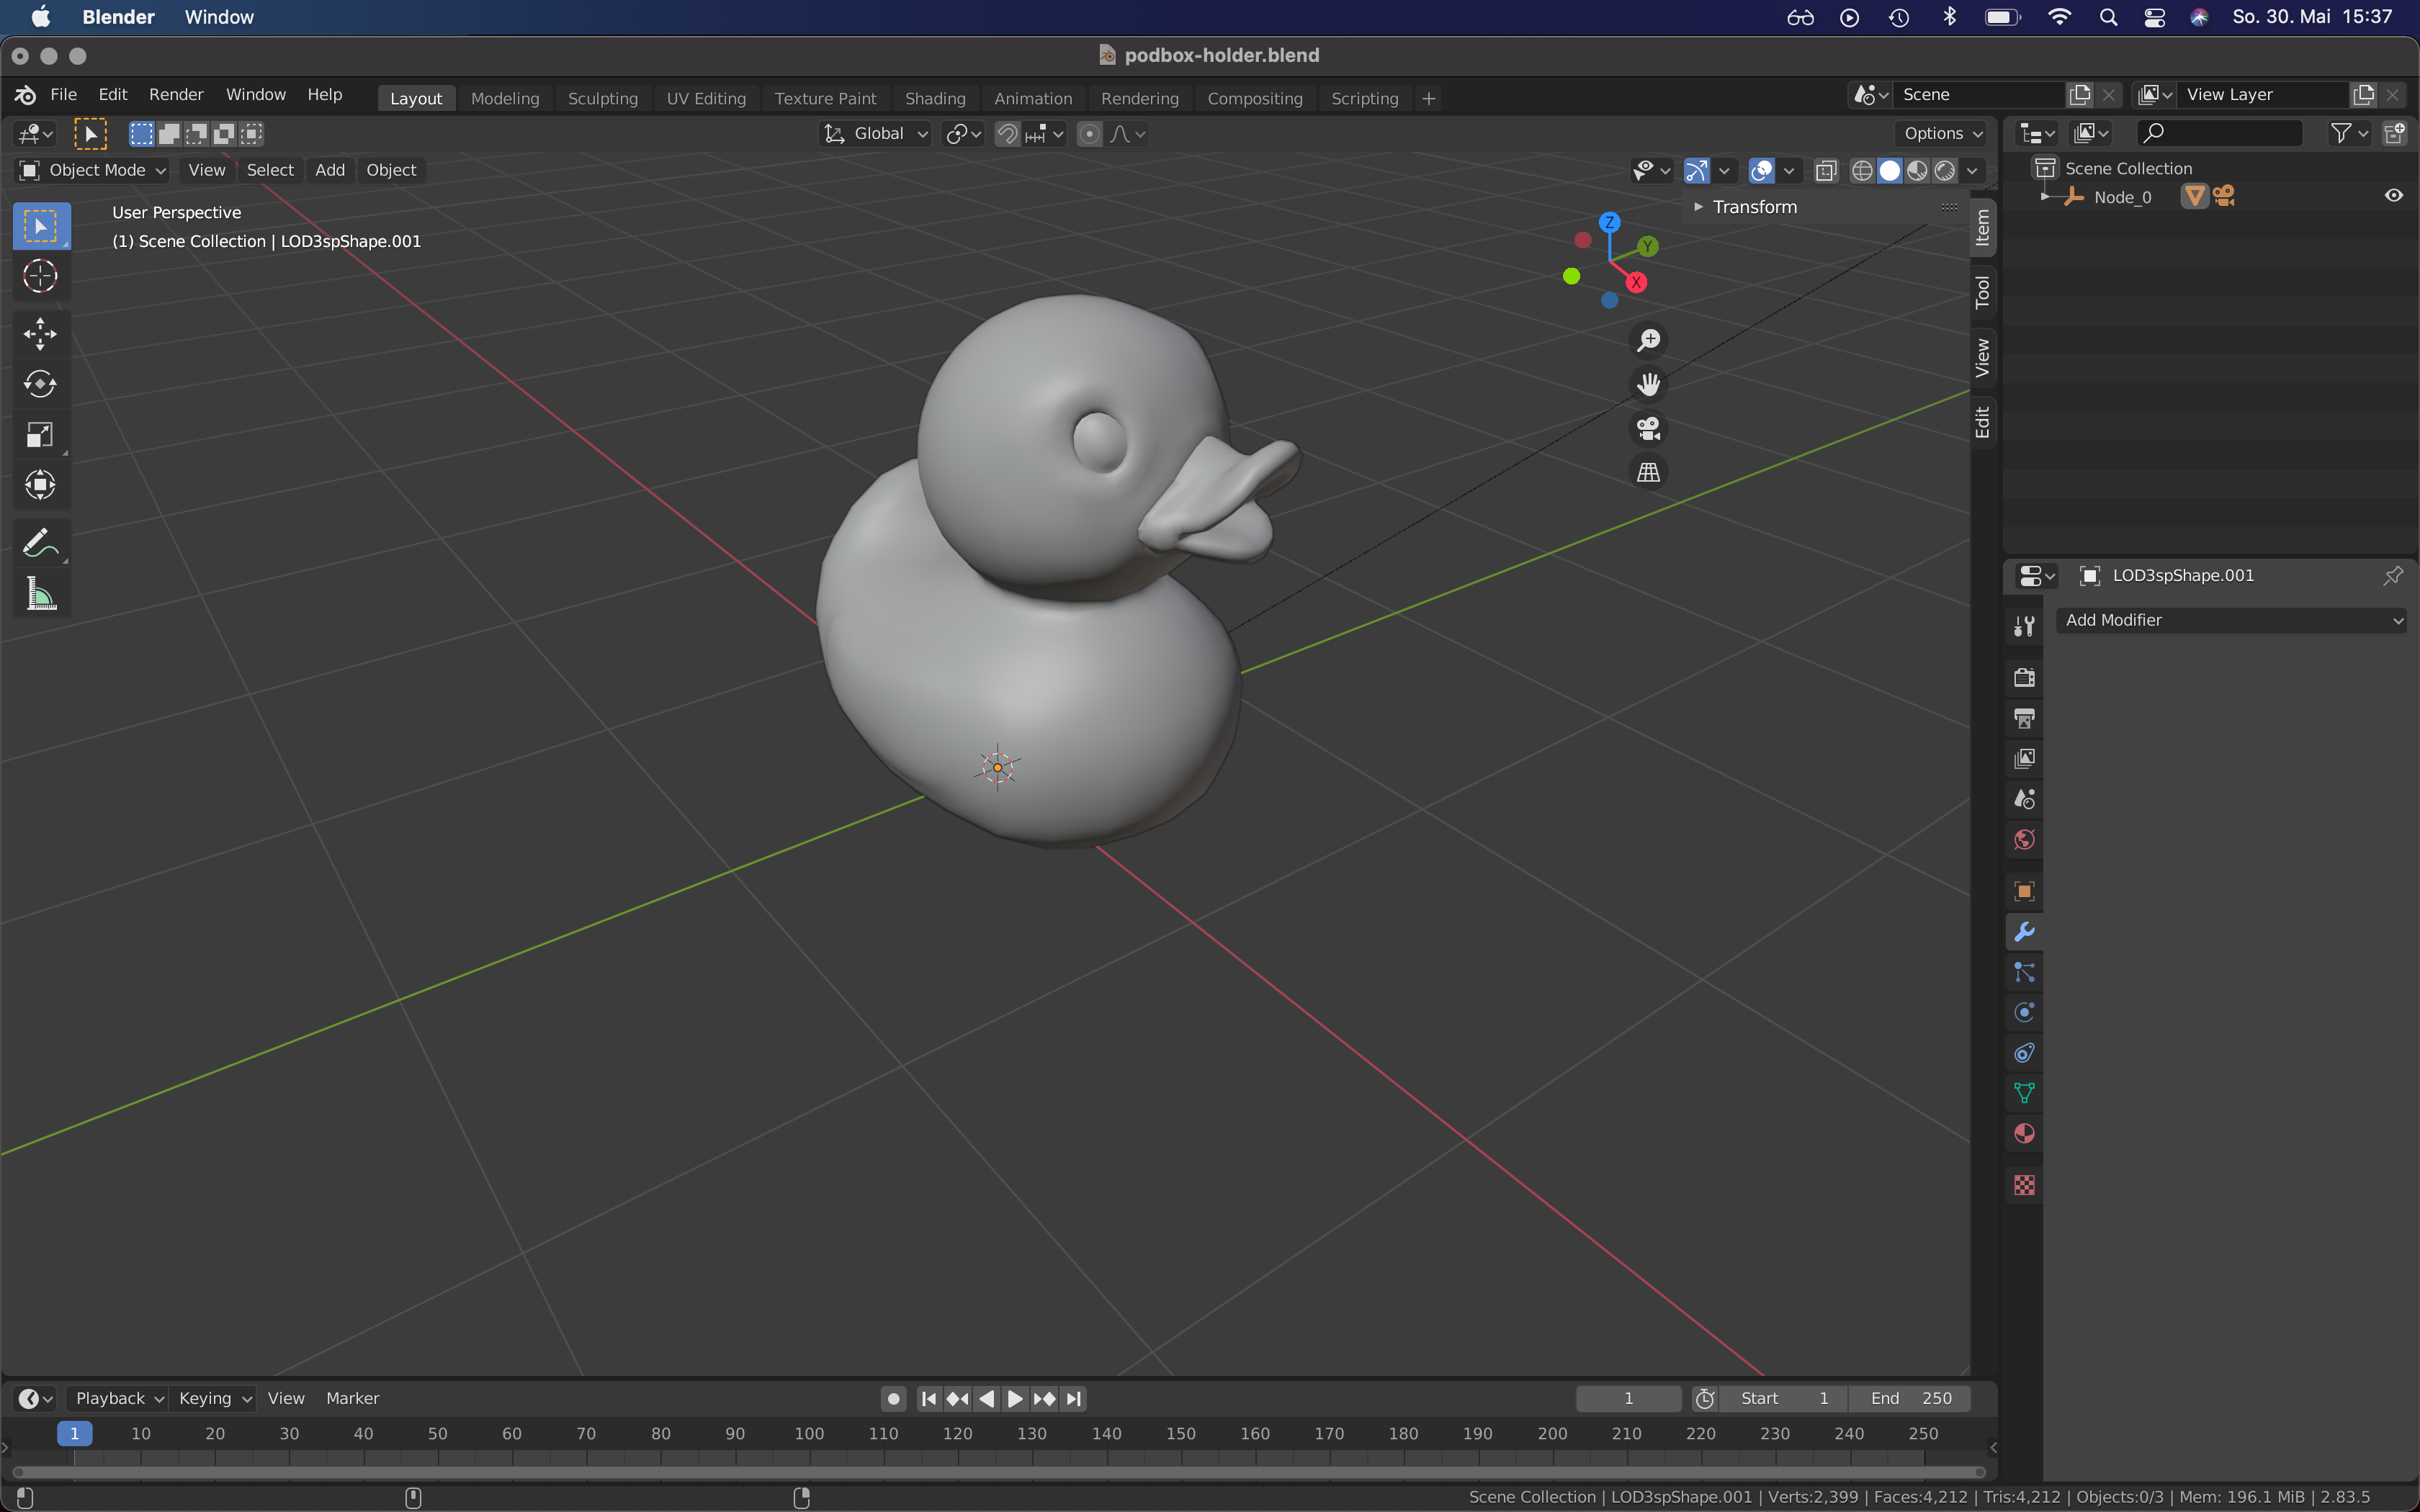 Blender Window So. 30. Mai 15:37
podbox-holder.blend
File Edit Render Window Help Layout Modeling Sculpting UV Editing Texture Paint Shading Animation Rendering Compositing Scripting + Scene View Layer
Global Options
Object Mode View Select Add Object
Scene Collection
Node_0
Transform
User Perspective
(1) Scene Collection | LOD3spShape.001
Z
Y
X
Item
Tool
View
Edit
LOD3spShape.001
Add Modifier
Playback Keying View Marker 1 Start 1 End 250
1 10 20 30 40 50 60 70 80 90 100 110 120 130 140 150 160 170 180 190 200 210 220 230 240 250
Scene Collection | LOD3spShape.001 | Verts:2,399 | Faces:4,212 | Tris:4,212 | Objects:0/3 | Mem: 196.1 MiB | 2.83.5